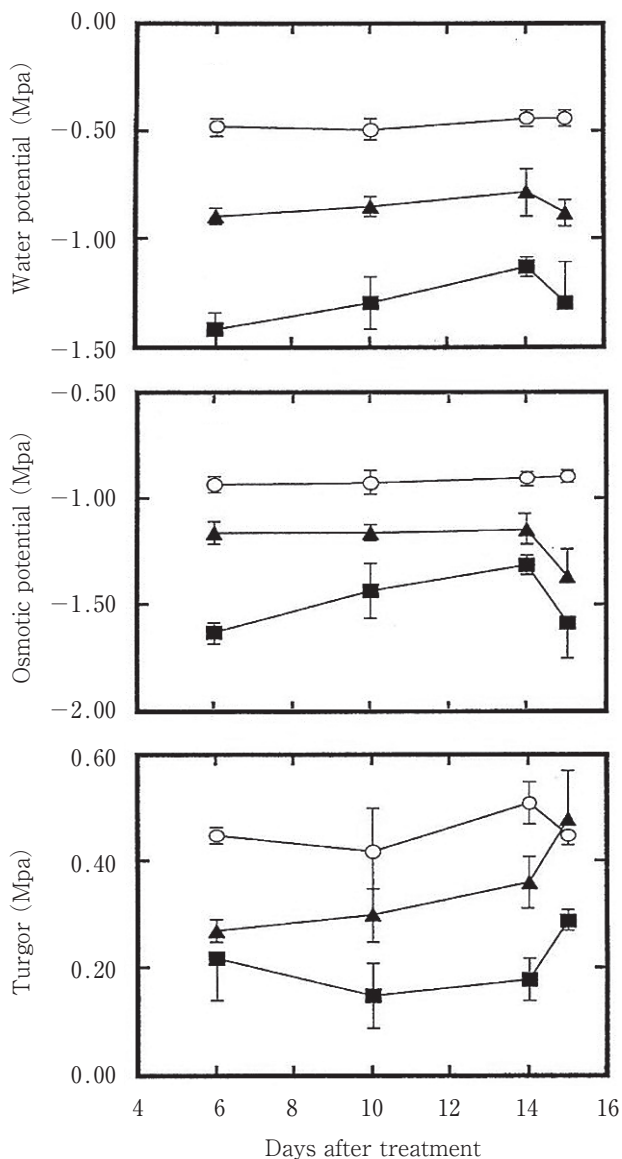 0.00
−0.50
−1.00
−1.50
Water potential (Mpa)
−0.50
−1.00
−1.50
−2.00
Osmotic potential (Mpa)
0.60
0.40
0.20
0.00
Turgor (Mpa)
4 6 8 10 12 14 16
Days after treatment